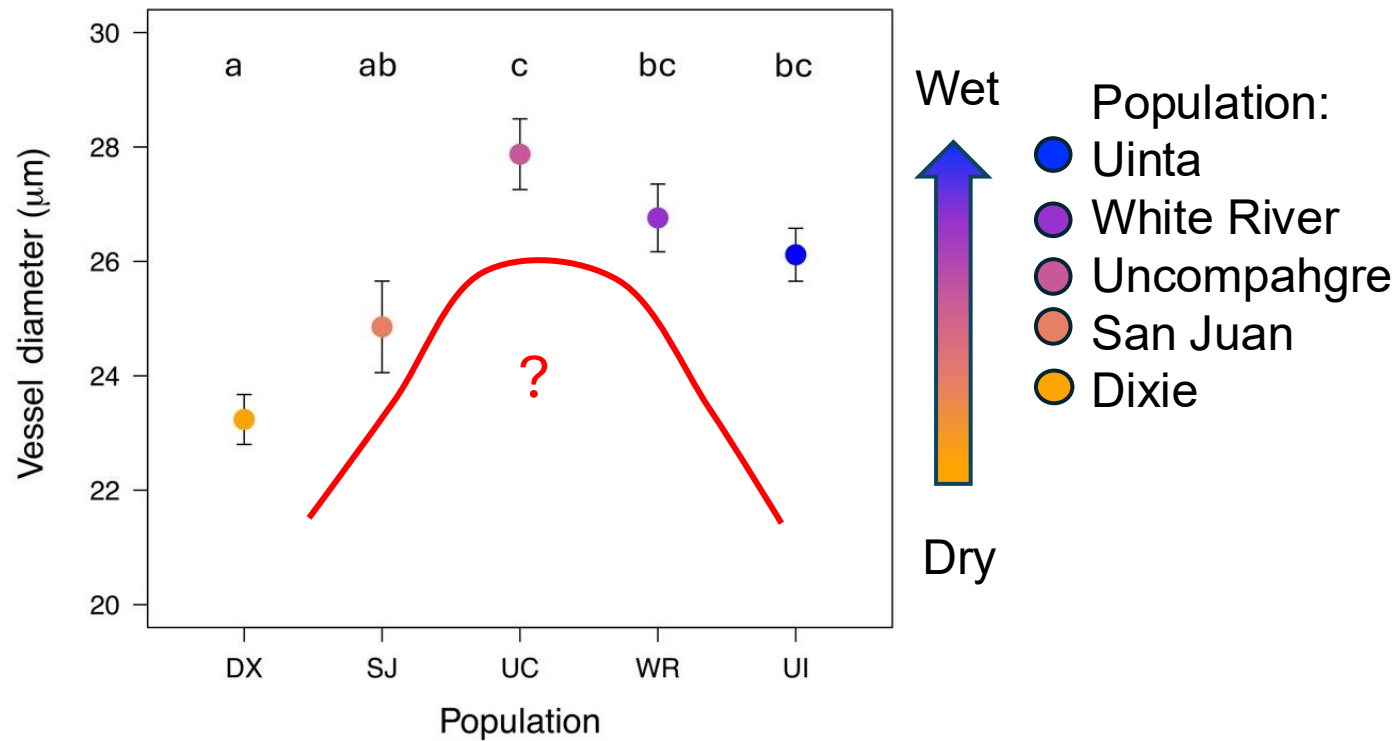 30
28
26
24
22
20
Vessel diameter (μm)
a ab c bc bc
?
DX SJ UC WR UI
Population
Wet
Dry
Population:
Uinta
White River
Uncompahgre
San Juan
Dixie